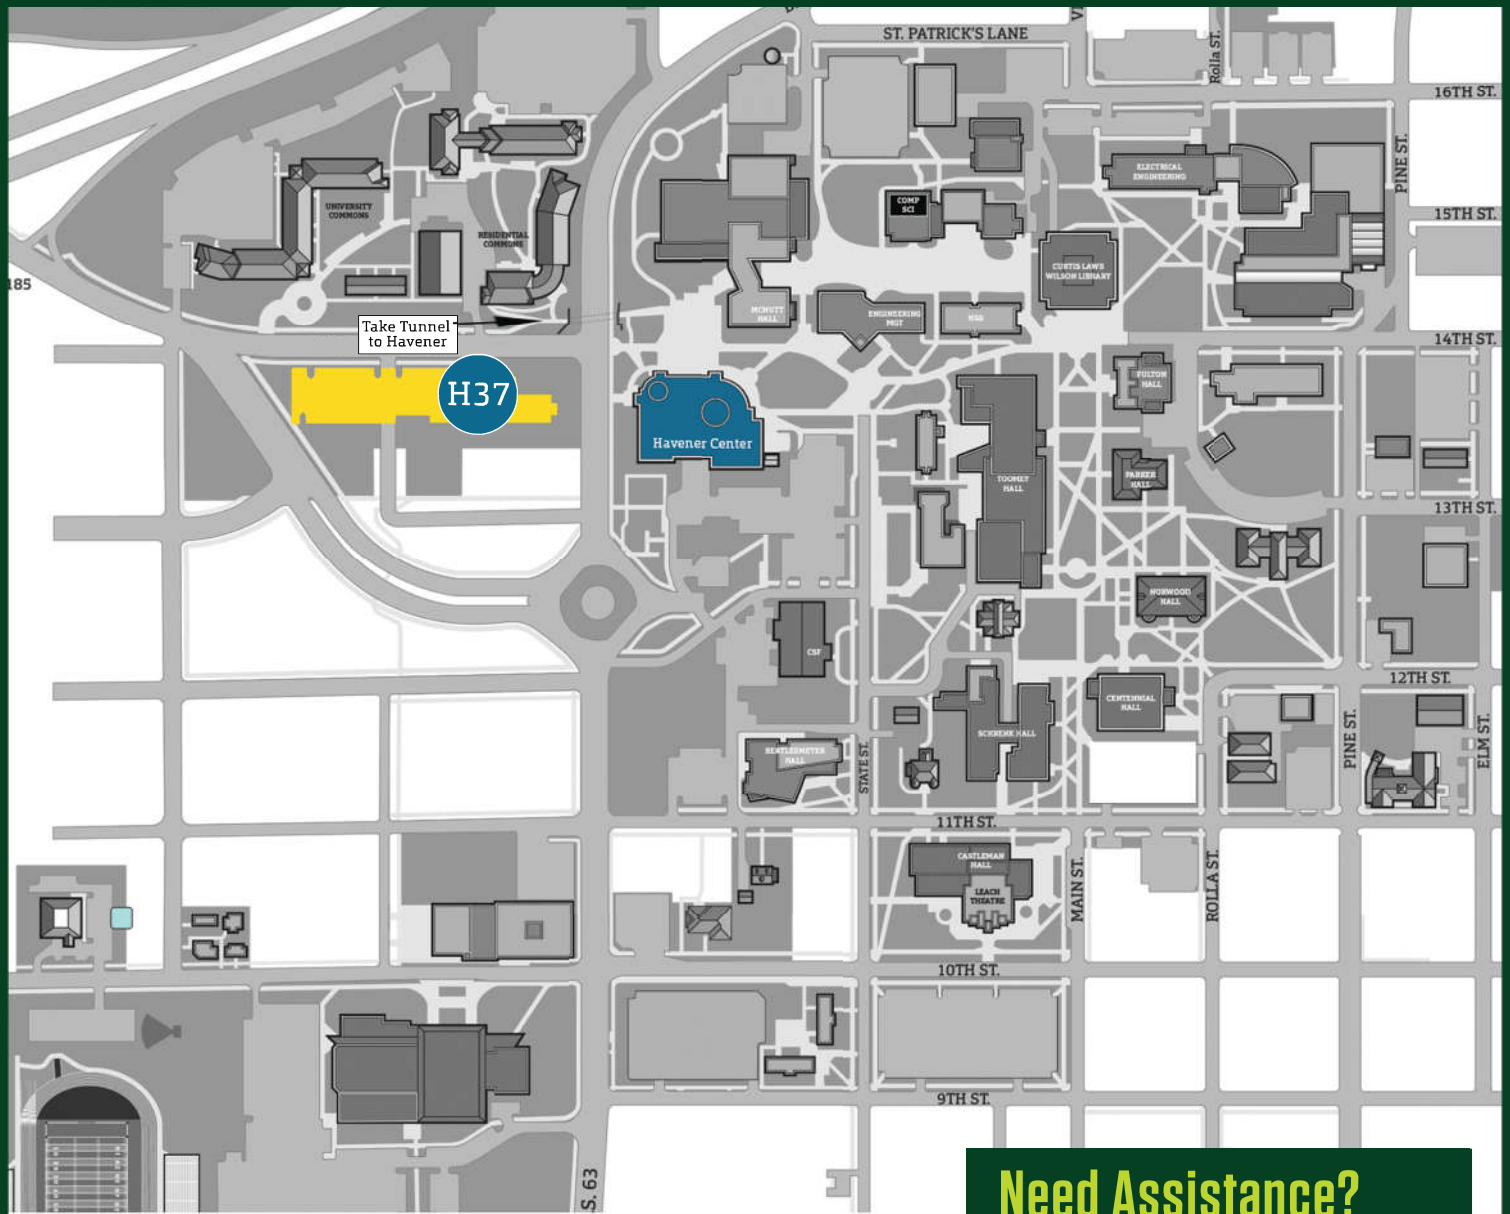 ST. PATRICK'S LANE
Rolla ST.
16TH ST.
PINE ST.
ELECTRICAL
ENGINEERING
UNIVERSITY
COMMONS
COMP
SCI
15TH ST.
RESIDENTIAL
COMMONS
CURTIS LAWS
WILSON LIBRARY
185
MCNUTT
HALL
ENGINEERING
MGT
HSS
Take Tunnel
to Havener
14TH ST.
H37
FULTON
HALL
Havener Center
TOOMEY
HALL
PARKER
HALL
13TH ST.
NORWOOD
HALL
CSF
12TH ST.
CENTENNIAL
HALL
SCHRENK HALL
PINE ST.
ELM ST.
BERTELSMEYER
HALL
STATE ST.
11TH ST.
CASTLEMAN
HALL
LEACH
THEATRE
MAIN ST.
ROLLA ST.
10TH ST.
9TH ST.
S. 63
Need Assistance?